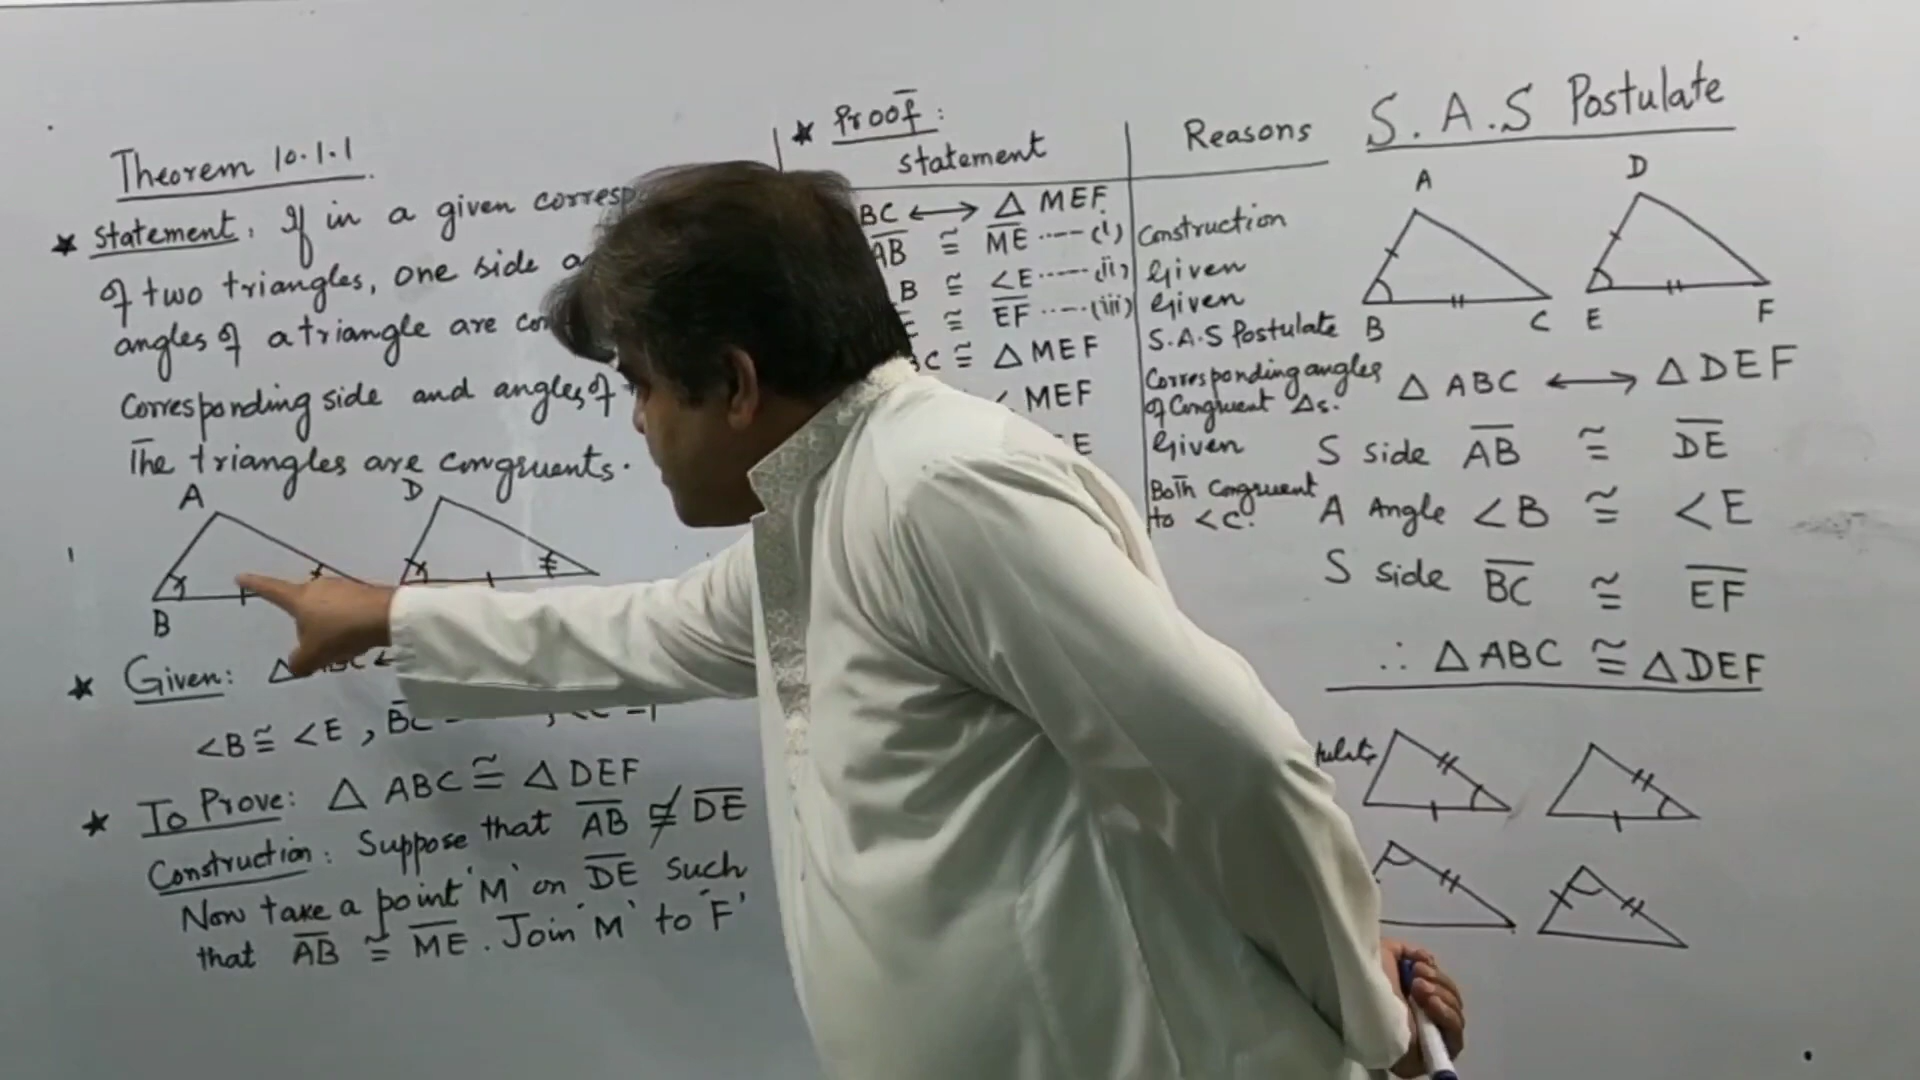 Theorem 10.1.1
★ Statement: If in a given
of two triangles, one side
angles of a triangle are
Corresponding side and angles of
The triangles are congruents.
A
D
B
★ Given: △ ABC
<B ≅ <E ,
★ To Prove: △ ABC ≅ △ DEF
Construction: Suppose that AB ≇ DE
Now take a point 'M' on DE such
that AB ≅ ME. Join 'M' to 'F'
★ Proof:
Statement
Reasons
BC ⟷ △ MEF
AB ≅ ME ---- (i) Construction
B ≅ <E ---- (ii) Given
≅ EF ---- (iii) Given
BC ≅ △ MEF S.A.S Postulate
MEF Corresponding angles
of Congruent △s.
E Given
Both Congruent
to <C.
S.A.S Postulate
A
D
B
C
E
F
△ ABC ⟷ △ DEF
S side AB ≅ DE
A Angle <B ≅ <E
S side BC ≅ EF
∴ △ ABC ≅ △ DEF